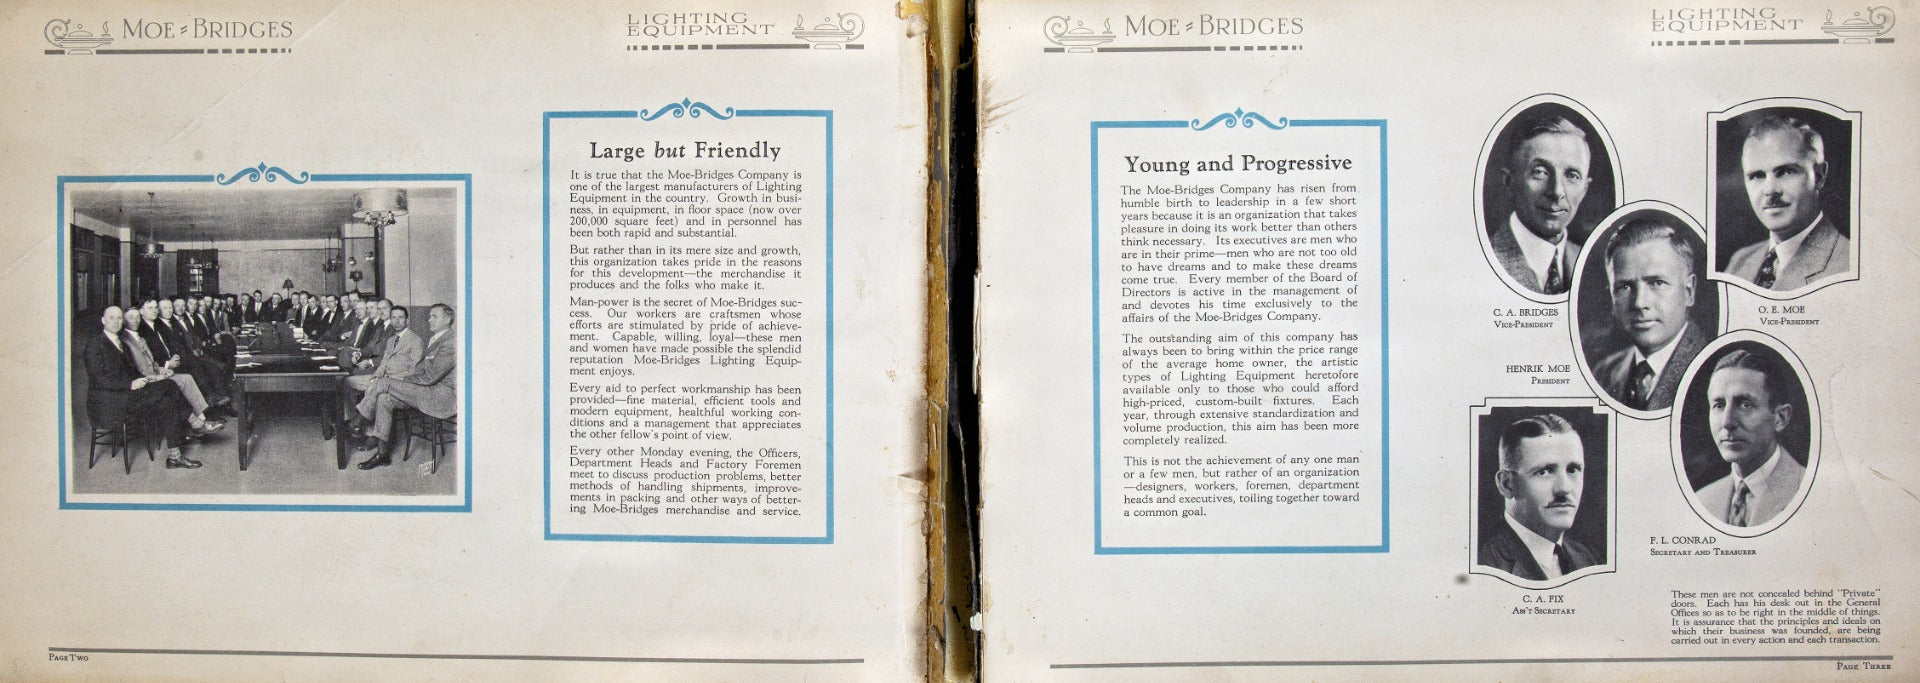 MOE-BRIDGES
LIGHTING
EQUIPMENT
Large but Friendly
It is true that the Moe-Bridges Company is
one of the largest manufacturers of Lighting
Equipment in the country. Growth in busi-
ness, in equipment, in floor space (now over
200,000 square feet) and in personnel has
been both rapid and substantial.
But rather than in its mere size and growth,
this organization takes pride in the reasons
for this development—the merchandise it
produces and the folks who make it.
Man-power is the secret of Moe-Bridges suc-
cess. Our workers are craftsmen whose
efforts are stimulated by pride of achieve-
ment. Capable, willing, loyal—these men
and women have made possible the splendid
reputation Moe-Bridges Lighting Equip-
ment enjoys.
Every aid to perfect workmanship has been
provided—fine material, efficient tools and
modern equipment, healthful working con-
ditions and a management that appreciates
the other fellow's point of view.
Every other Monday evening, the Officers,
Department Heads and Factory Foremen
meet to discuss production problems, better
methods of handling shipments, improve-
ments in packing and other ways of better-
ing Moe-Bridges merchandise and service.
PAGE TWO
MOE-BRIDGES
LIGHTING
EQUIPMENT
Young and Progressive
The Moe-Bridges Company has risen from
humble birth to leadership in a few short
years because it is an organization that takes
pleasure in doing its work better than others
think necessary. Its executives are men who
are in their prime—men who are not too old
to have dreams and to make these dreams
come true. Every member of the Board of
Directors is active in the management of
and devotes his time exclusively to the
affairs of the Moe-Bridges Company.
The outstanding aim of this company has
always been to bring within the price range
of the average home owner, the artistic
types of Lighting Equipment heretofore
available only to those who could afford
high-priced, custom-built fixtures. Each
year, through extensive standardization and
volume production, this aim has been more
completely realized.
This is not the achievement of any one man
or a few men, but rather of an organization
—designers, workers, foremen, department
heads and executives, toiling together toward
a common goal.
C. A. BRIDGES
VICE-PRESIDENT
O. E. MOE
VICE-PRESIDENT
HENRIK MOE
PRESIDENT
F. L. CONRAD
SECRETARY AND TREASURER
C. A. FIX
ASS'T SECRETARY
These men are not concealed behind "Private"
doors. Each has his desk out in the General
Offices so as to be right in the middle of things.
It is assurance that the principles and ideals on
which their business was founded, are being
carried out in every action and each transaction.
PAGE THREE